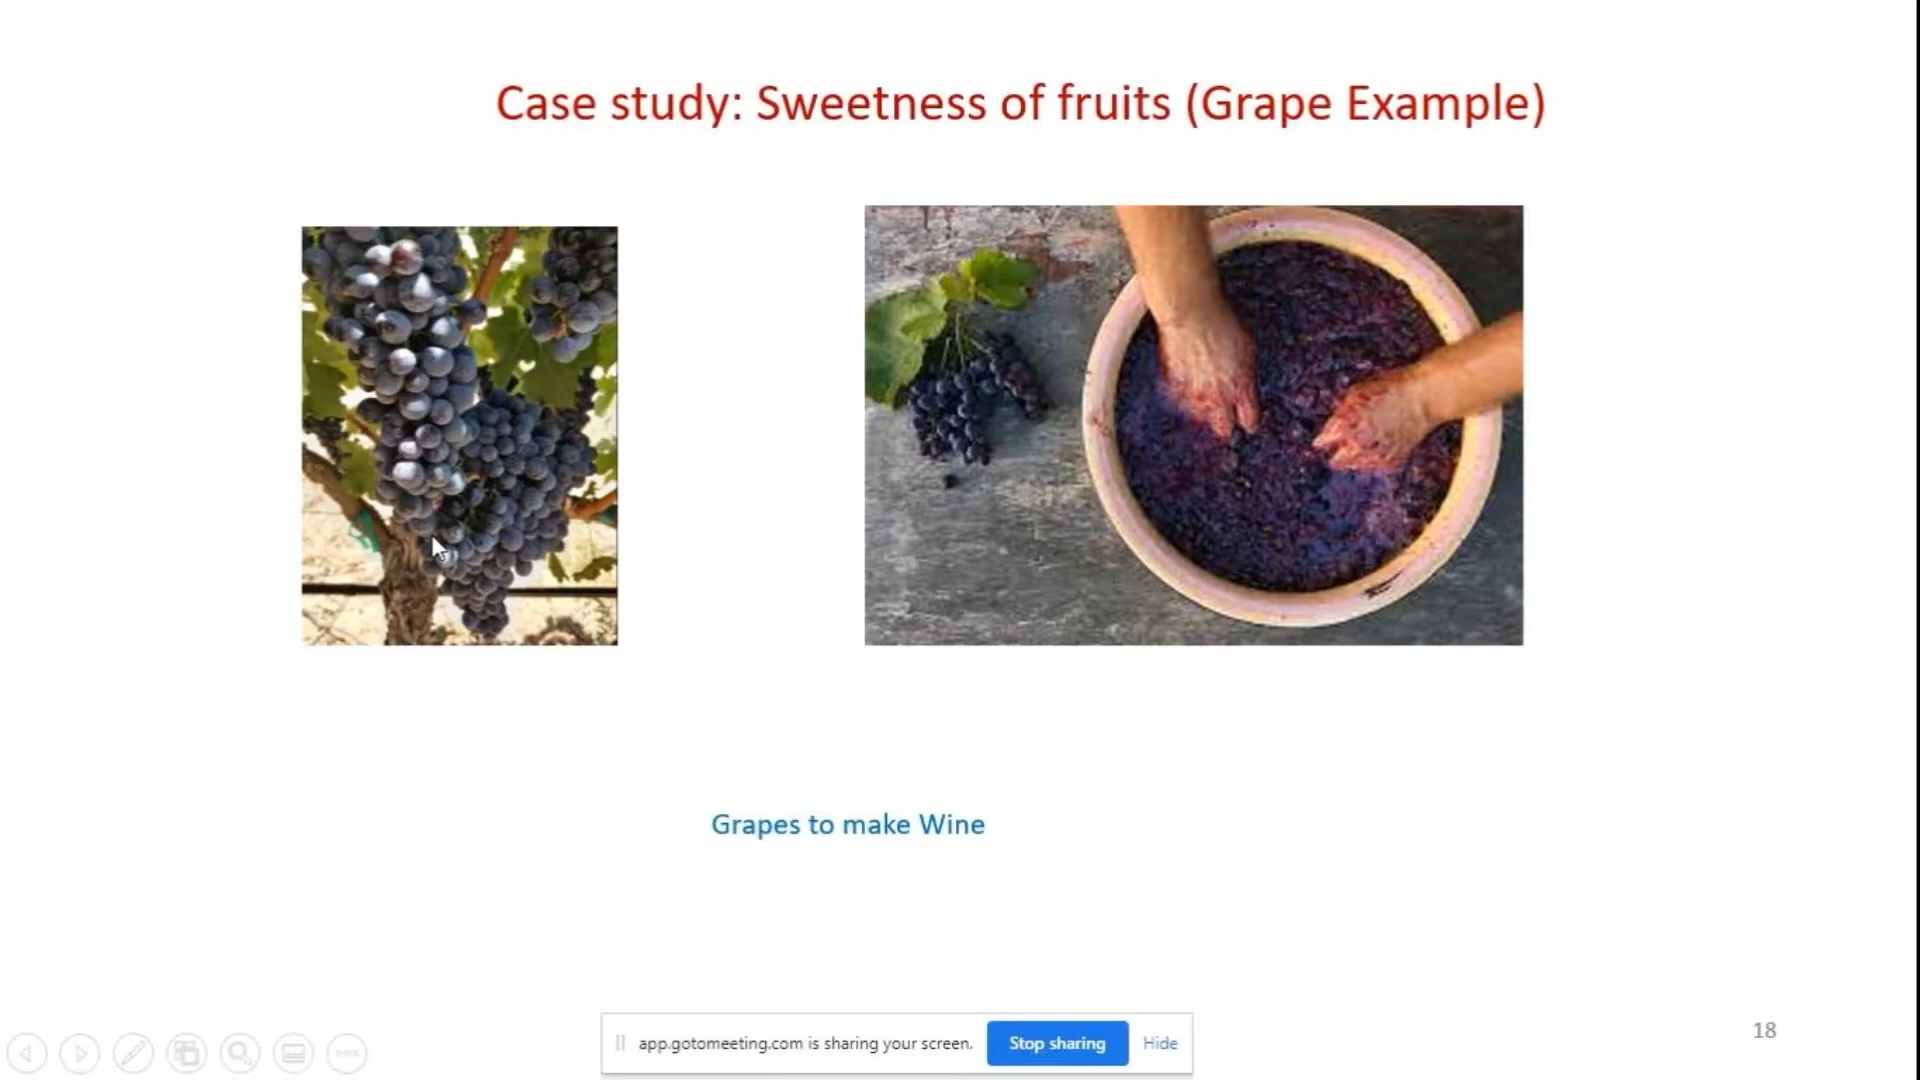 Case study: Sweetness of fruits (Grape Example)
Grapes to make Wine
app.gotomeeting.com is sharing your screen.
Stop sharing
Hide
18